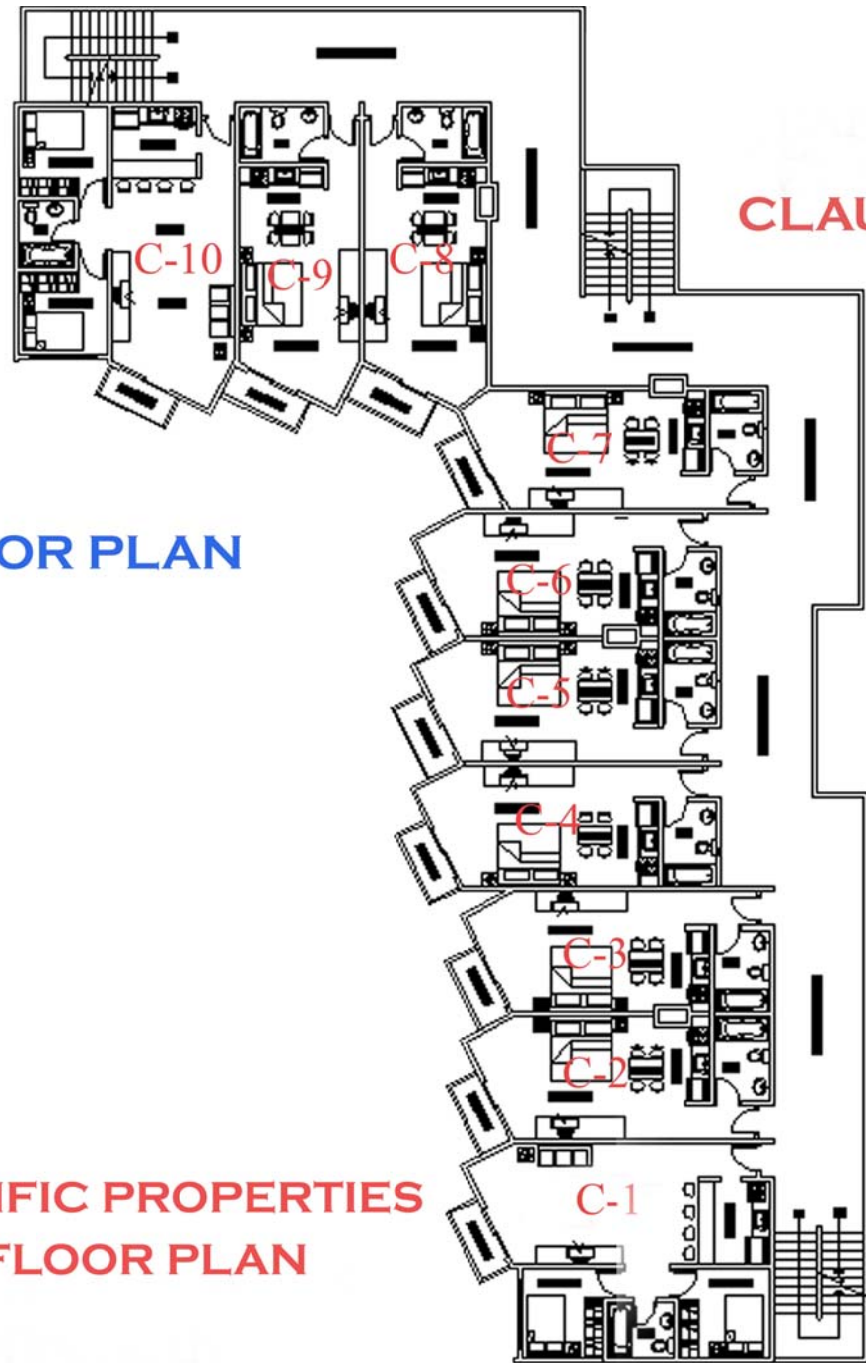 CLAU
C-10
C-9
C-8
C-7
OR PLAN
C-6
C-5
C-4
C-3
C-2
IFIC PROPERTIES
FLOOR PLAN
C-1